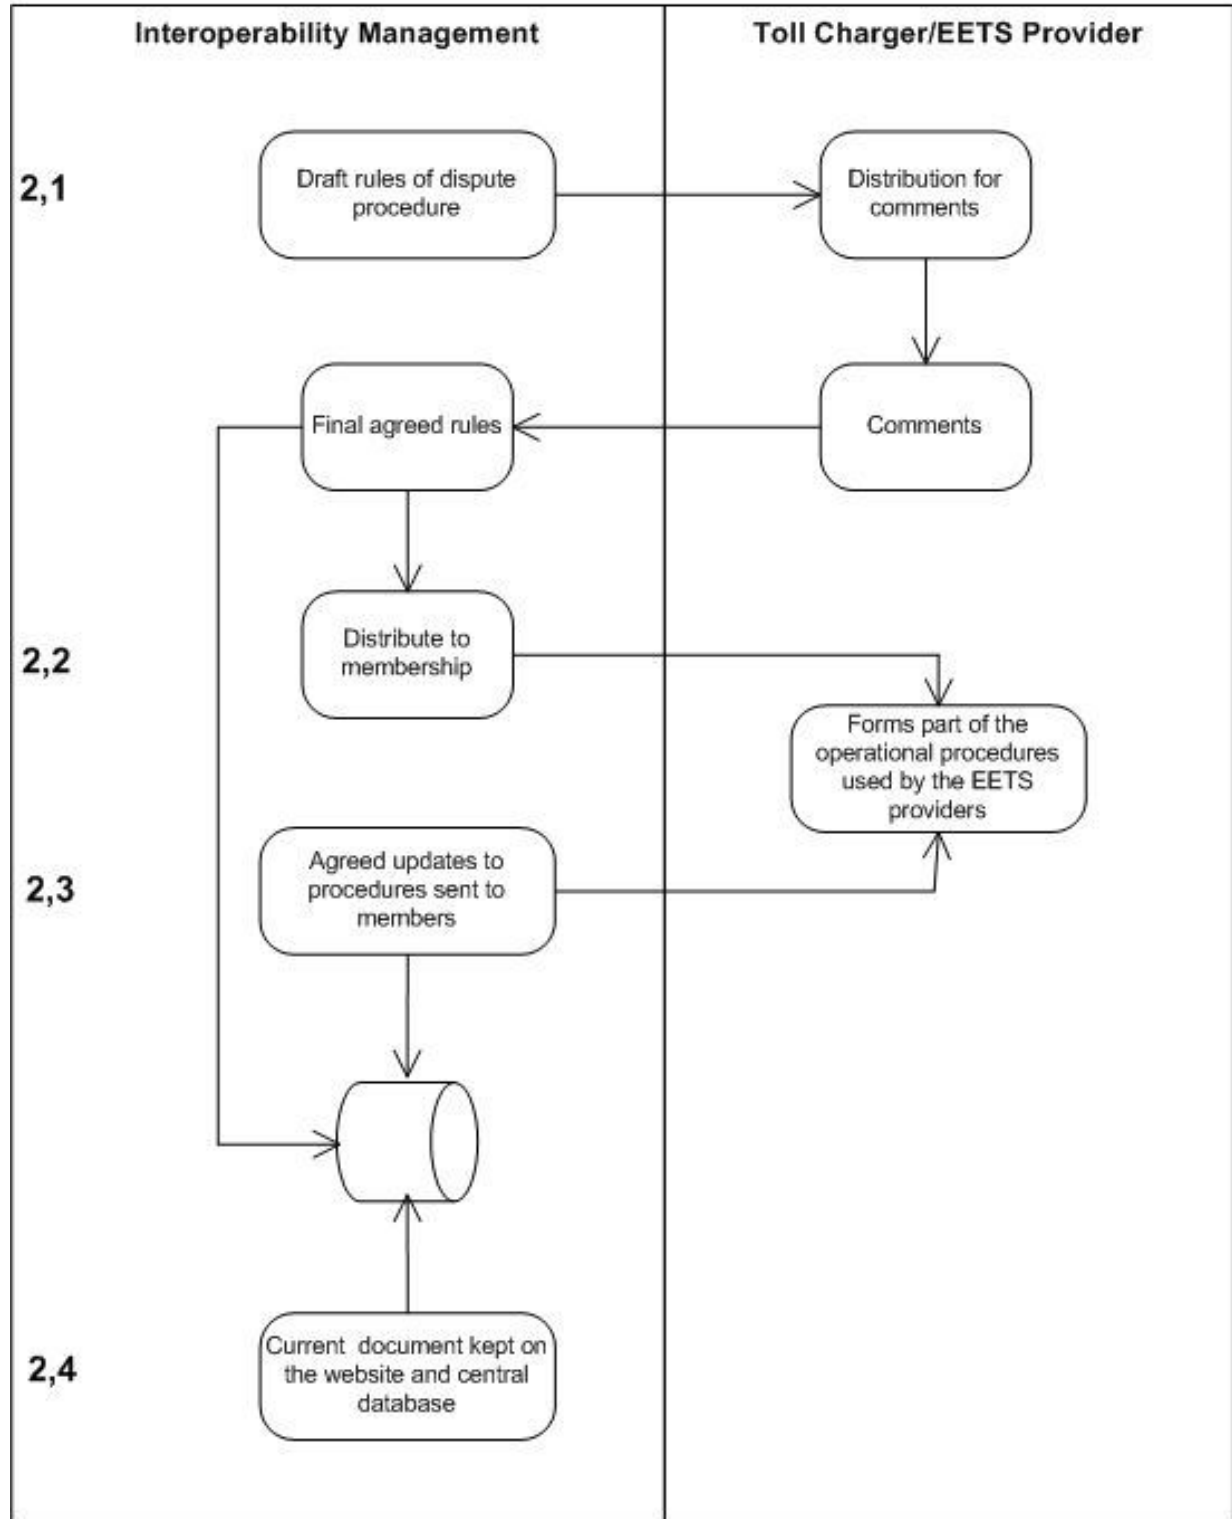 Interoperability Management
Toll Charger/EETS Provider
2,1
Draft rules of dispute
procedure
Distribution for
comments
Final agreed rules
Comments
2,2
Distribute to
membership
Forms part of the
operational procedures
used by the EETS
providers
2,3
Agreed updates to
procedures sent to
members
2,4
Current document kept on
the website and central
database